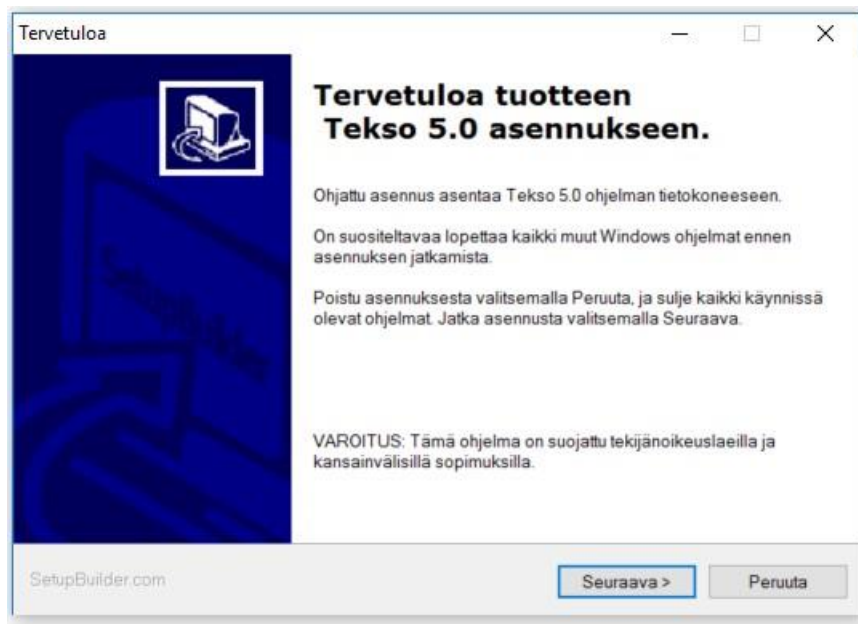 Tervetuloa
Tervetuloa tuotteen
Tekso 5.0 asennukseen.
Ohjattu asennus asentaa Tekso 5.0 ohjelman tietokoneeseen.
On suositeltavaa lopettaa kaikki muut Windows ohjelmat ennen
asennuksen jatkamista.
Poistu asennuksesta valitsemalla Peruuta, ja sulje kaikki käynnissä
olevat ohjelmat. Jatka asennusta valitsemalla Seuraava.
VAROITUS: Tämä ohjelma on suojattu tekijänoikeuslaeilla ja
kansainvälisillä sopimuksilla.
SetupBuilder
SetupBuilder.com
Seuraava >
Peruuta